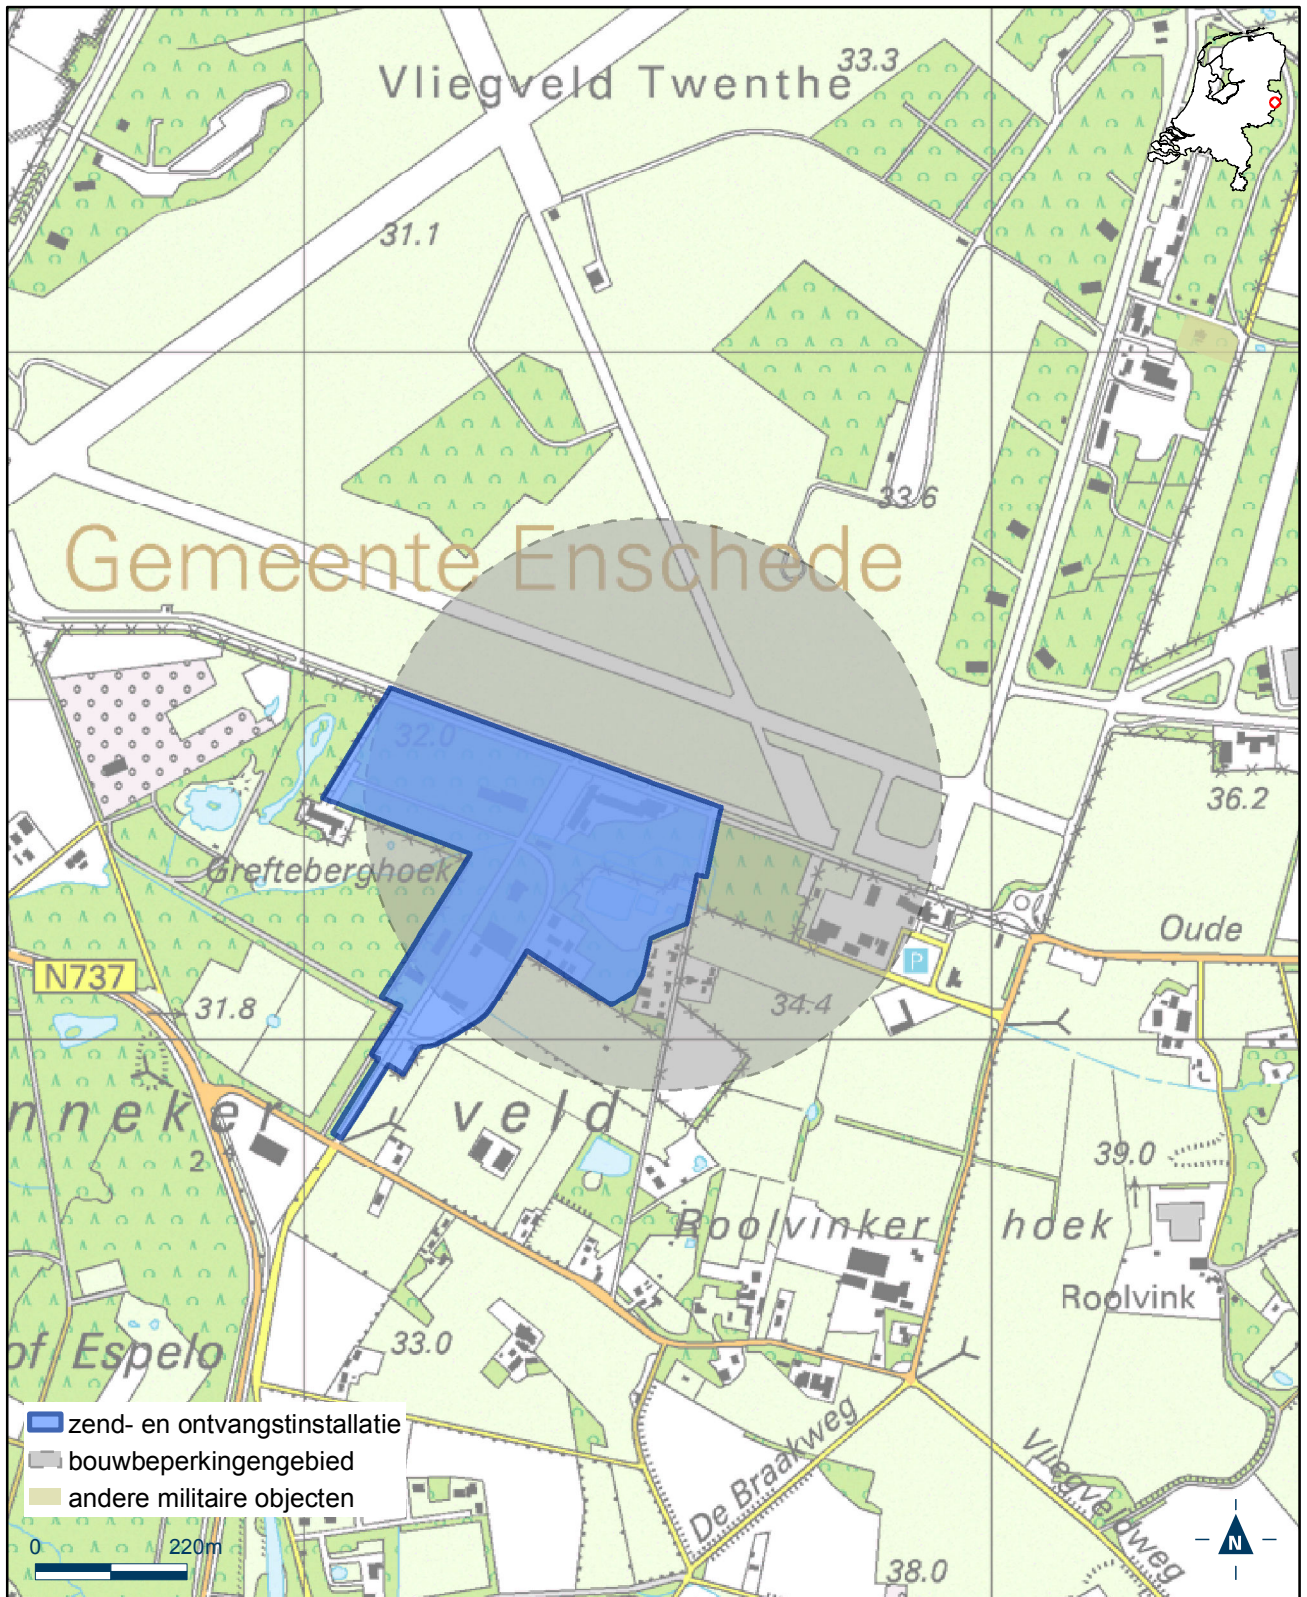 33.3
Vliegveld Twenthe
31.1
33.6
Gemeente Enschede
32.0
36.2
Grefteberghoek
Oude
N737
P
31.8
34.4
nneker veld
2
39.0
Roolvinker hoek
Roolvink
33.0
of Espelo
zend- en ontvangstinstallatie
bouwbeperkingengebied
andere militaire objecten
De Braakweg
Vliegveldweg
0 220m
N
38.0